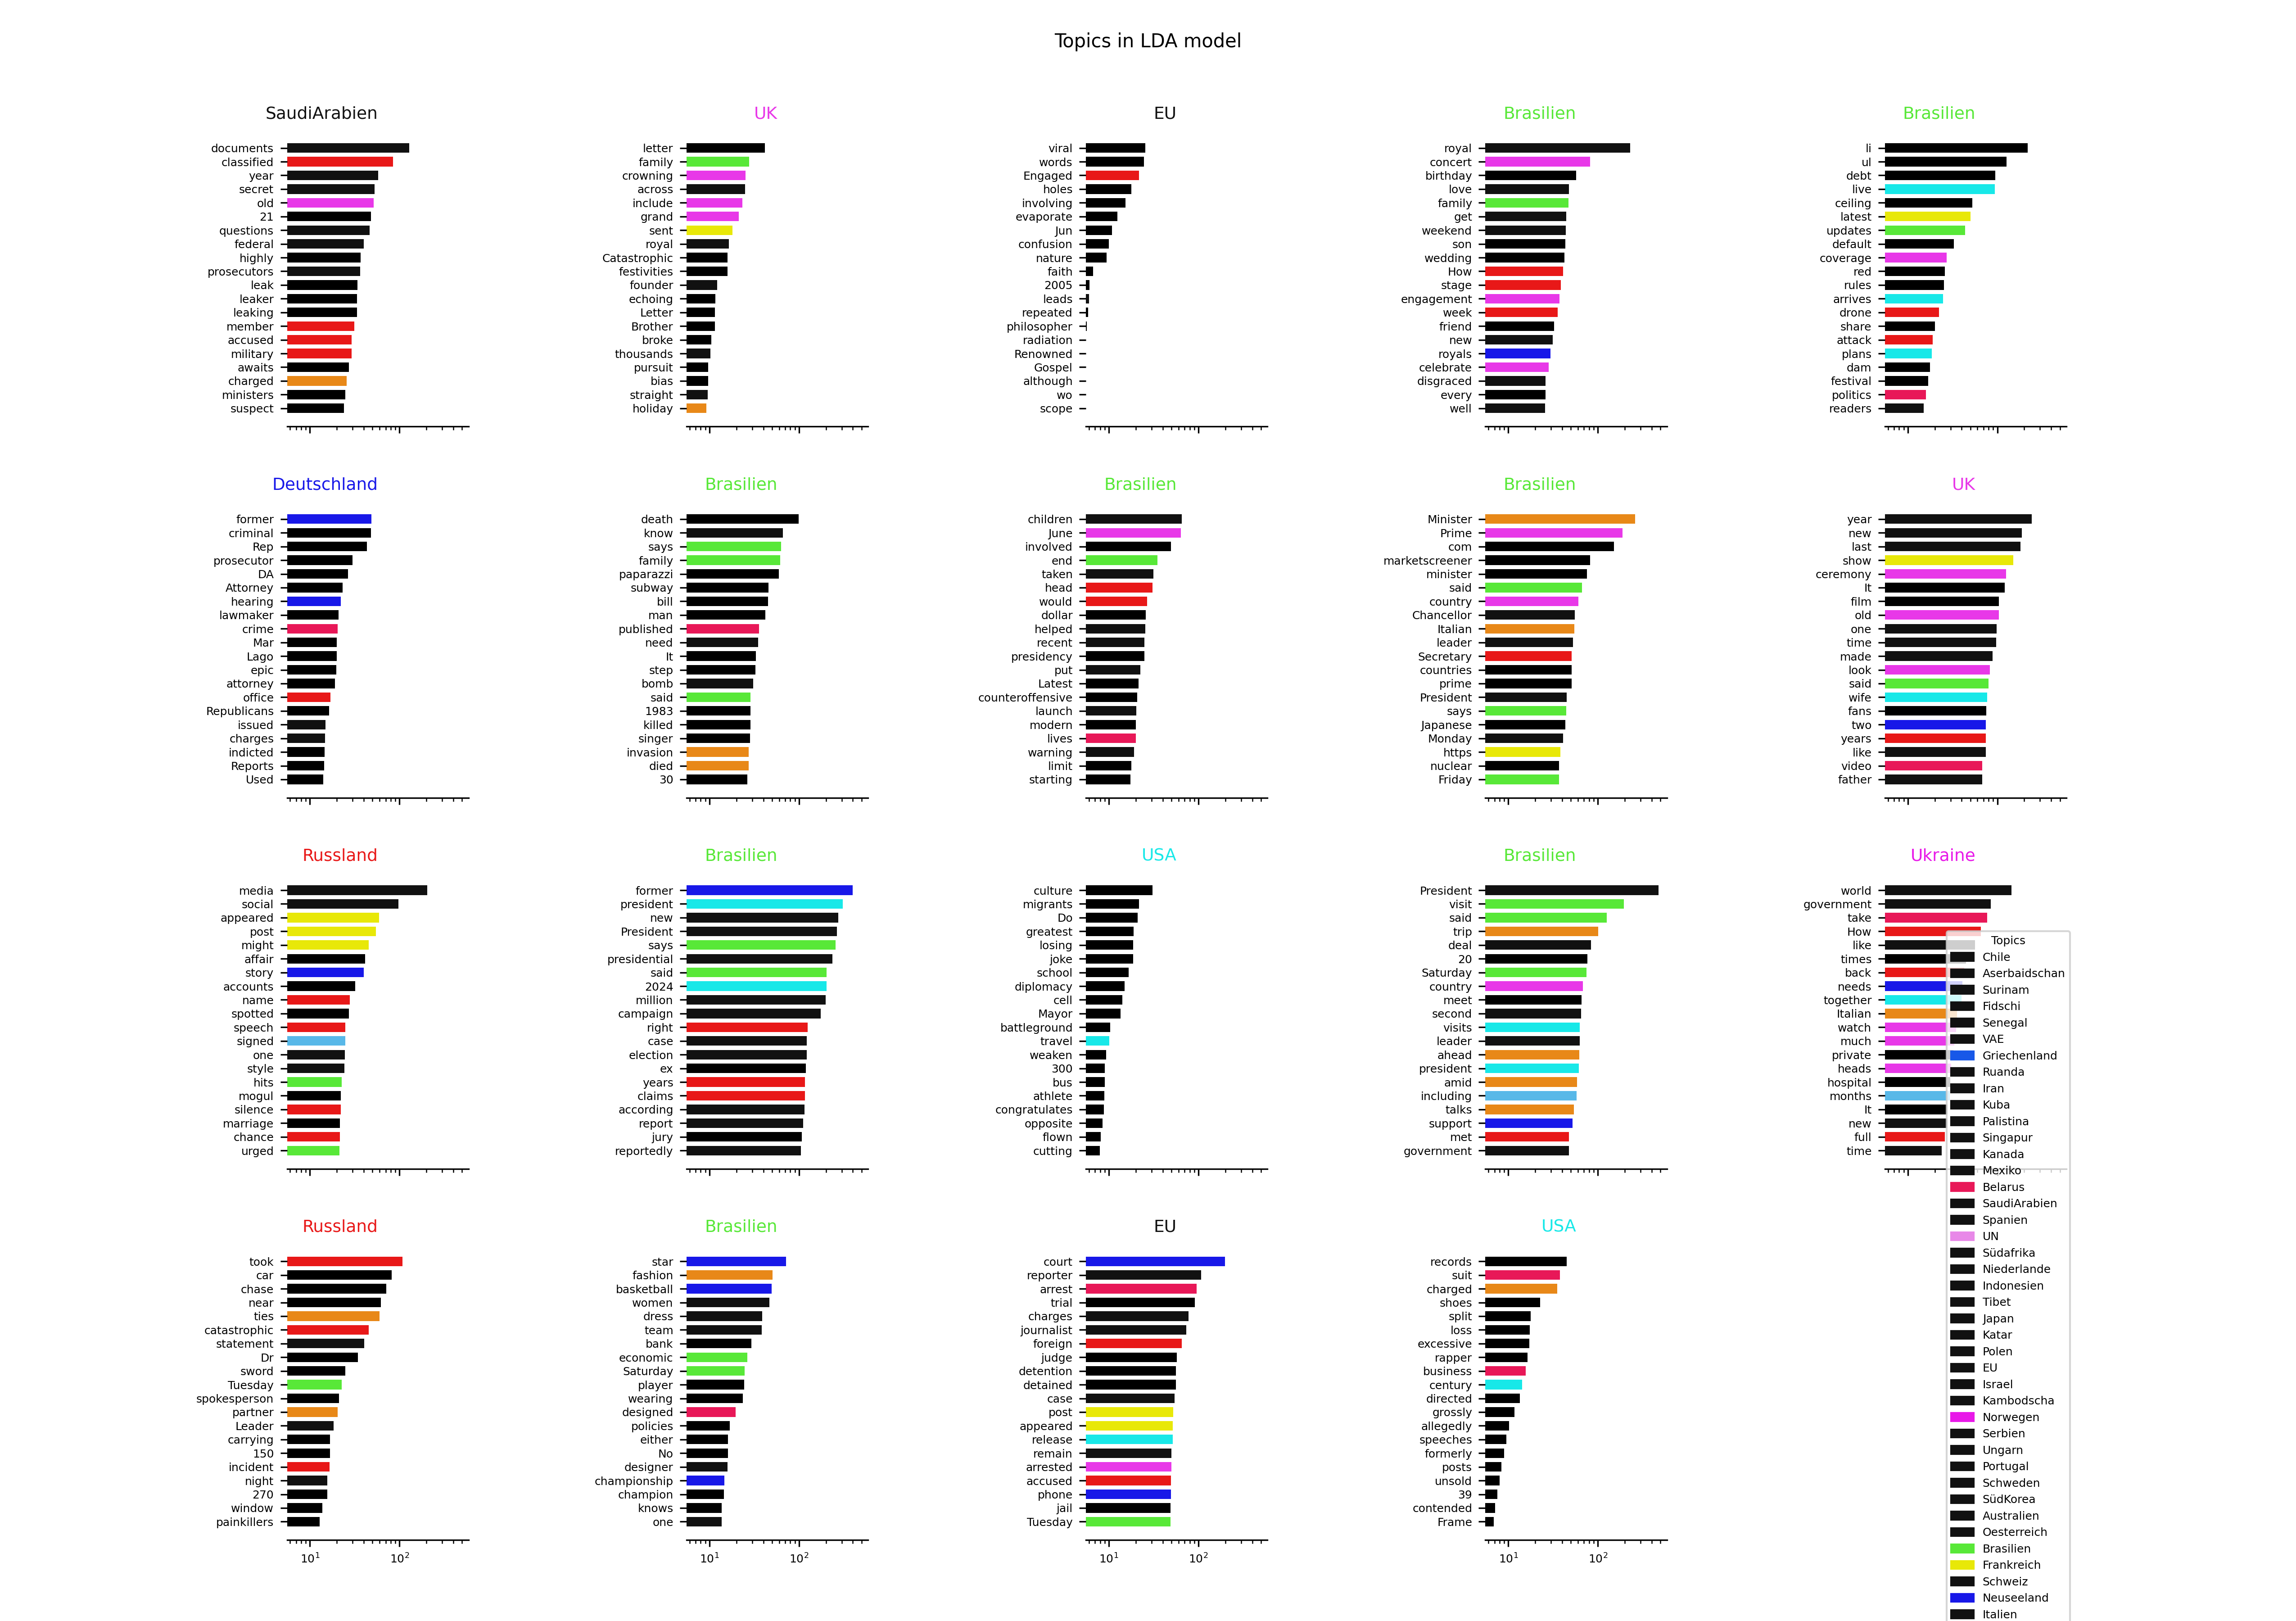 Topics in LDA model
SaudiArabien
documents
classified
year
secret
old
21
questions
federal
highly
prosecutors
leak
leaker
leaking
member
accused
military
awaits
charged
ministers
suspect
UK
letter
family
crowning
across
include
grand
sent
royal
Catastrophic
festivities
founder
echoing
Letter
Brother
broke
thousands
pursuit
bias
straight
holiday
EU
viral
words
Engaged
holes
involving
evaporate
Jun
confusion
nature
faith
2005
leads
repeated
philosopher
radiation
Renowned
Gospel
although
wo
scope
Brasilien
royal
concert
birthday
love
family
get
weekend
son
wedding
How
stage
engagement
week
friend
new
royals
celebrate
disgraced
every
well
Brasilien
li
ul
debt
live
ceiling
latest
updates
default
coverage
red
rules
arrives
drone
share
attack
plans
dam
festival
politics
readers
Deutschland
former
criminal
Rep
prosecutor
DA
Attorney
hearing
lawmaker
crime
Mar
Lago
epic
attorney
office
Republicans
issued
charges
indicted
Reports
Used
Brasilien
death
know
says
family
paparazzi
subway
bill
man
published
need
It
step
bomb
said
1983
killed
singer
invasion
died
30
Brasilien
children
June
involved
end
taken
head
would
dollar
helped
recent
presidency
put
Latest
counteroffensive
launch
modern
lives
warning
limit
starting
Brasilien
Minister
Prime
com
marketscreener
minister
said
country
Chancellor
Italian
leader
Secretary
countries
prime
President
says
Japanese
Monday
https
nuclear
Friday
UK
year
new
last
show
ceremony
It
film
old
one
time
made
look
said
wife
fans
two
years
like
video
father
Russland
media
social
appeared
post
might
affair
story
accounts
name
spotted
speech
signed
one
style
hits
mogul
silence
marriage
chance
urged
Brasilien
former
president
new
President
says
presidential
said
2024
million
campaign
right
case
election
ex
years
claims
according
report
jury
reportedly
USA
culture
migrants
Do
greatest
losing
joke
school
diplomacy
cell
Mayor
battleground
travel
weaken
300
bus
athlete
congratulates
opposite
flown
cutting
Brasilien
President
visit
said
trip
deal
20
Saturday
country
meet
second
visits
leader
ahead
president
amid
including
talks
support
met
government
Ukraine
world
government
take
How
like
times
back
needs
together
Italian
watch
much
private
heads
hospital
months
It
new
full
time
Russland
took
car
chase
near
ties
catastrophic
statement
Dr
sword
Tuesday
spokesperson
partner
Leader
carrying
150
incident
night
270
window
painkillers
10¹ 10²
Brasilien
star
fashion
basketball
women
dress
team
bank
economic
Saturday
player
wearing
designed
policies
either
No
designer
championship
champion
knows
one
10¹ 10²
EU
court
reporter
arrest
trial
charges
journalist
foreign
judge
detention
detained
case
post
appeared
release
remain
arrested
accused
phone
jail
Tuesday
10¹ 10²
USA
records
suit
charged
shoes
split
loss
excessive
rapper
business
century
directed
grossly
allegedly
speeches
formerly
posts
unsold
39
contended
Frame
10¹ 10²
Topics
Chile
Aserbaidschan
Surinam
Fidschi
Senegal
VAE
Griechenland
Ruanda
Iran
Kuba
Palistina
Singapur
Kanada
Mexiko
Belarus
SaudiArabien
Spanien
UN
Südafrika
Niederlande
Indonesien
Tibet
Japan
Katar
Polen
EU
Israel
Kambodscha
Norwegen
Serbien
Ungarn
Portugal
Schweden
SüdKorea
Australien
Oesterreich
Brasilien
Frankreich
Schweiz
Neuseeland
Italien